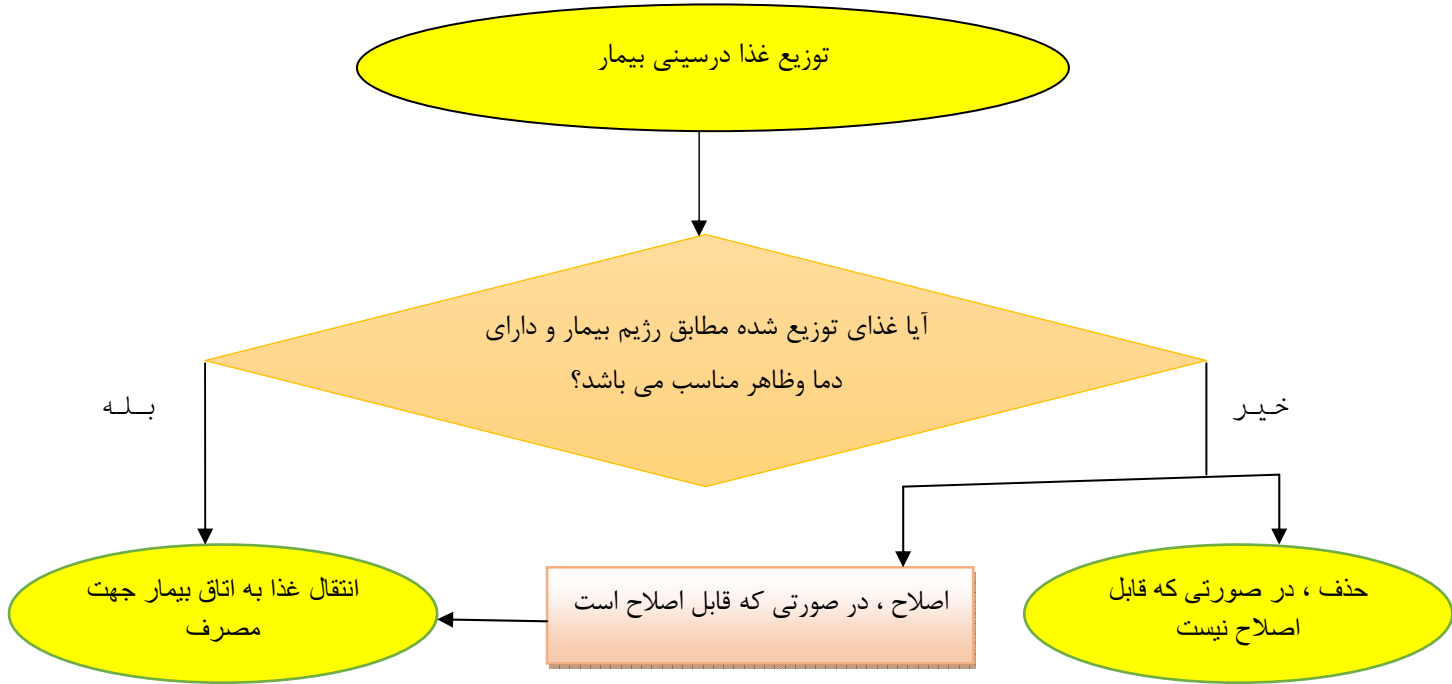 توزیع غذا درسینی بیمار
آیا غذای توزیع شده مطابق رژیم بیمار و دارای
دما وظاهر مناسب می باشد؟
خیر
بله
حذف ، در صورتی که قابل
اصلاح نیست
اصلاح ، در صورتی که قابل اصلاح است
انتقال غذا به اتاق بیمار جهت
مصرف